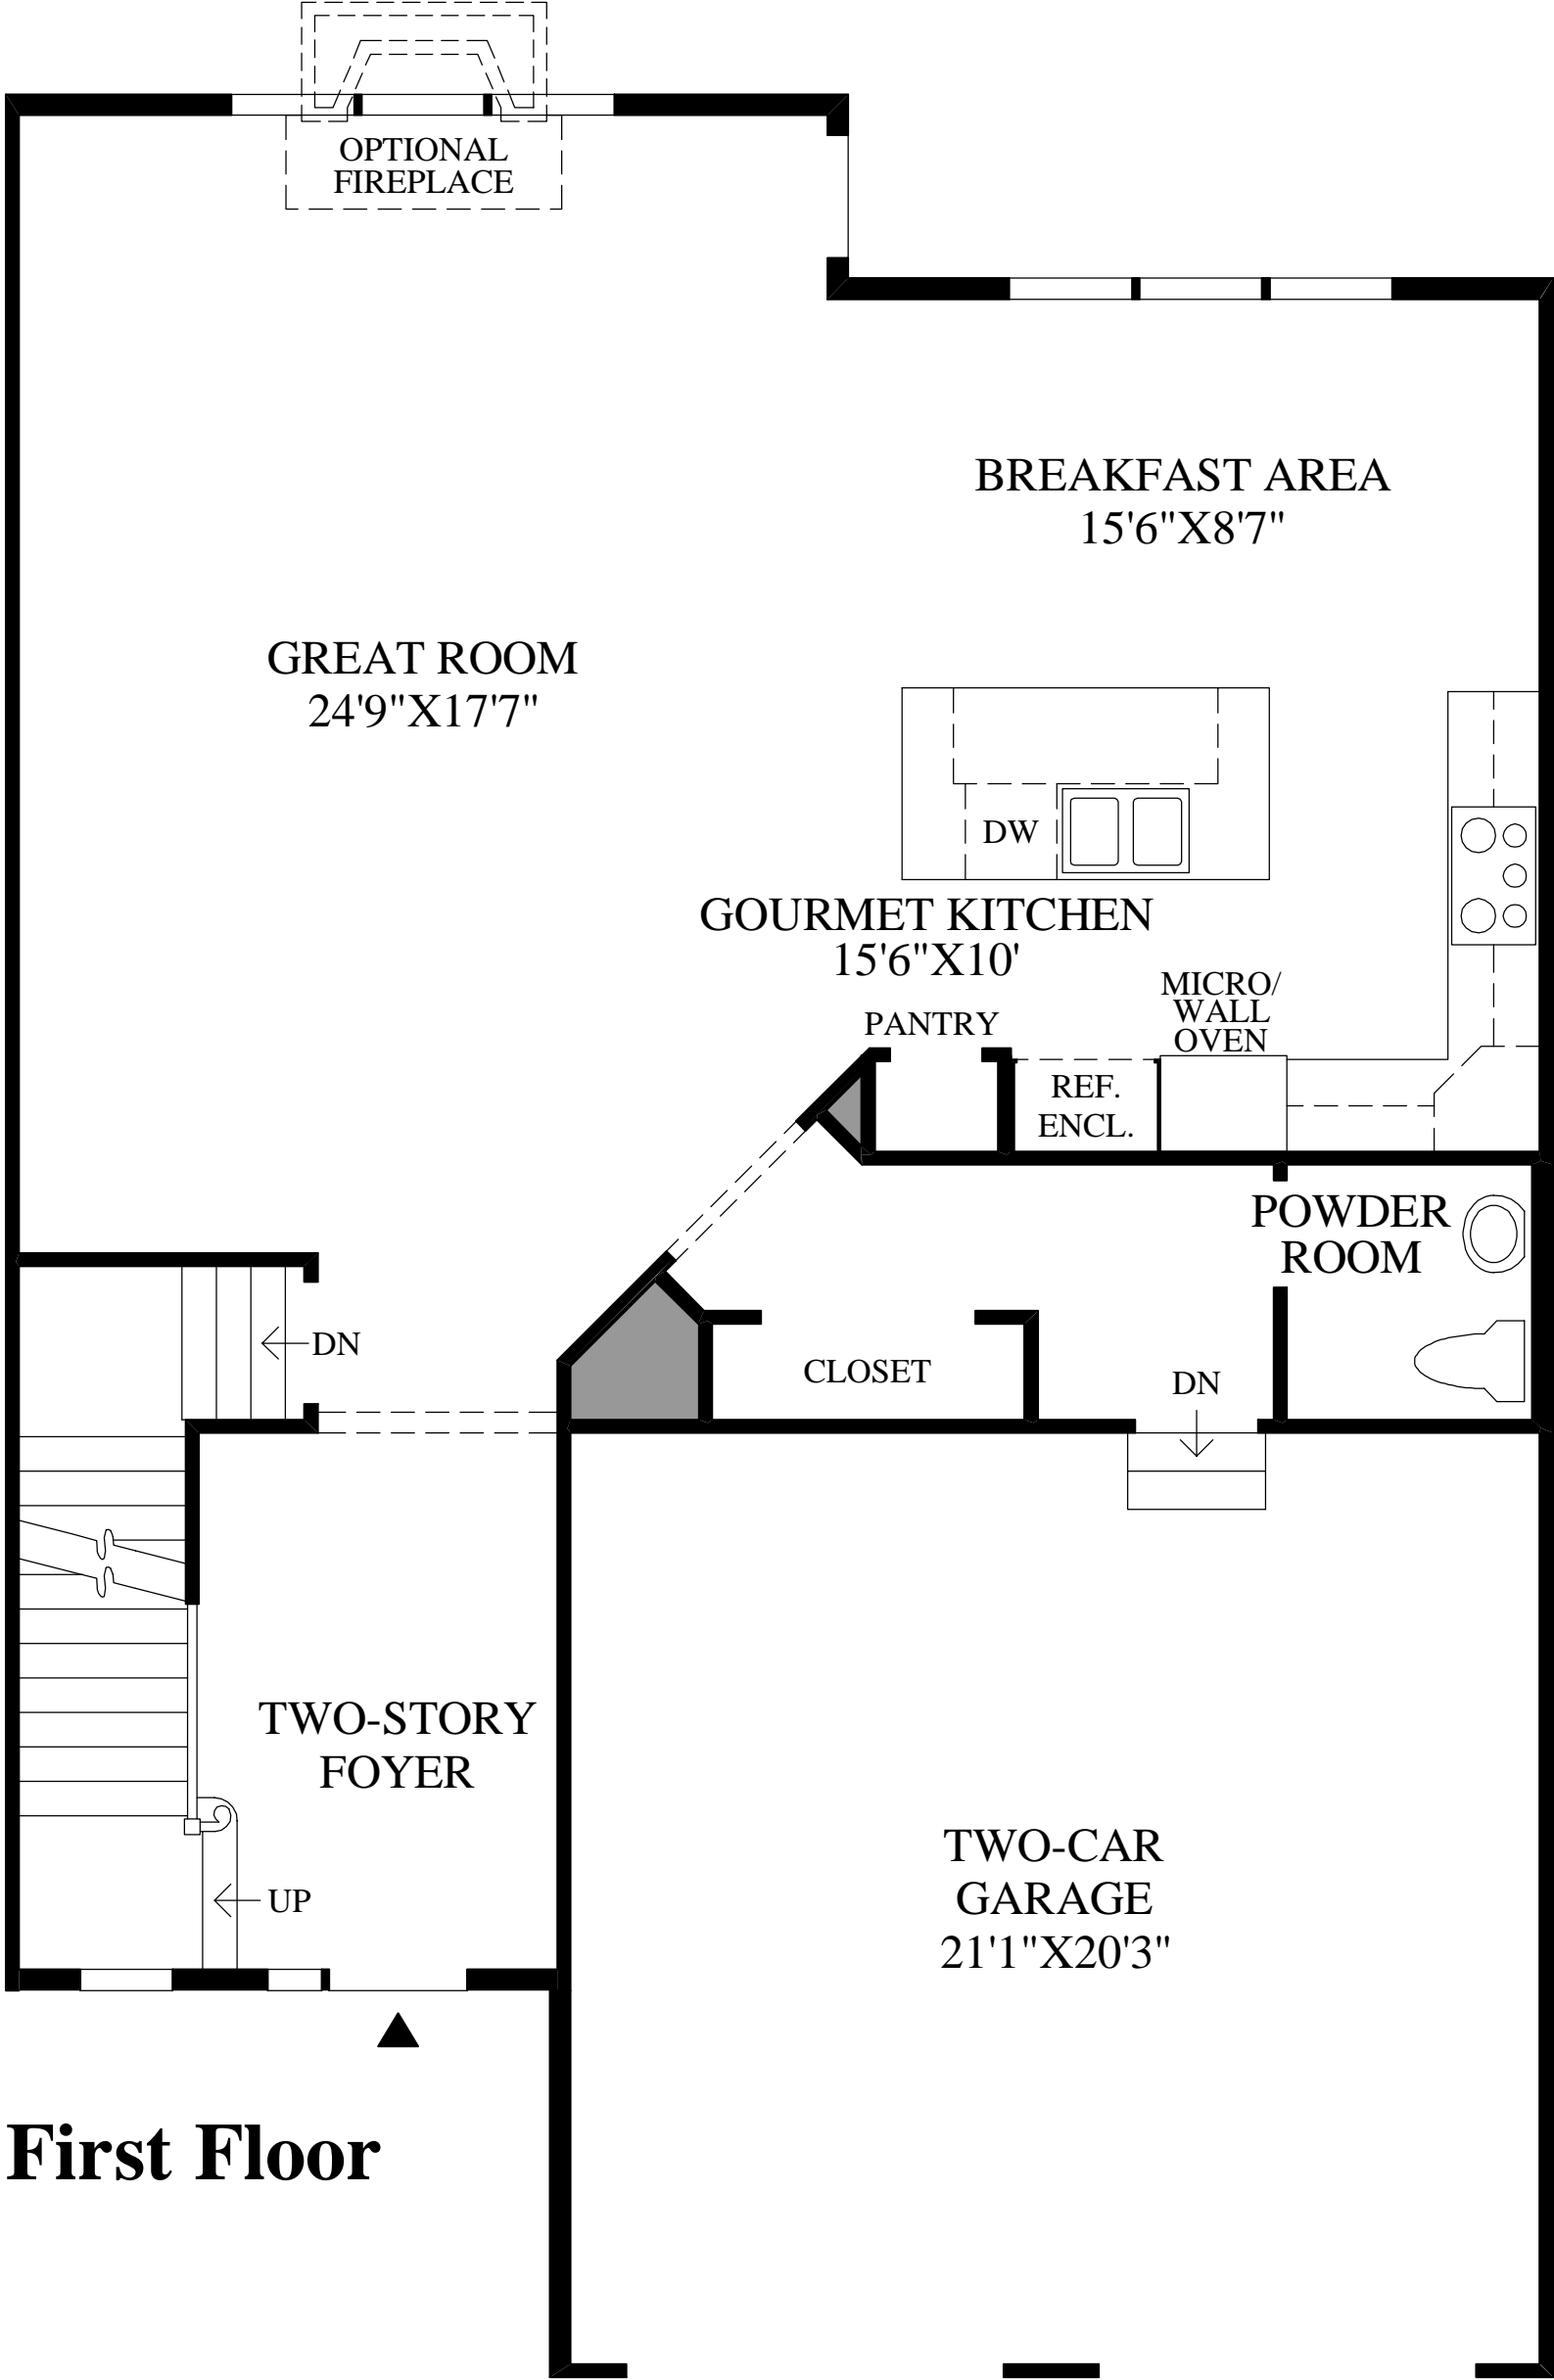 OPTIONAL
FIREPLACE
BREAKFAST AREA
15'6"X8'7"
GREAT ROOM
24'9"X17'7"
DW
GOURMET KITCHEN
15'6"X10'
MICRO/
WALL
OVEN
PANTRY
REF.
ENCL.
POWDER
ROOM
DN
CLOSET
DN
TWO-STORY
FOYER
UP
TWO-CAR
GARAGE
21'1"X20'3"
First Floor